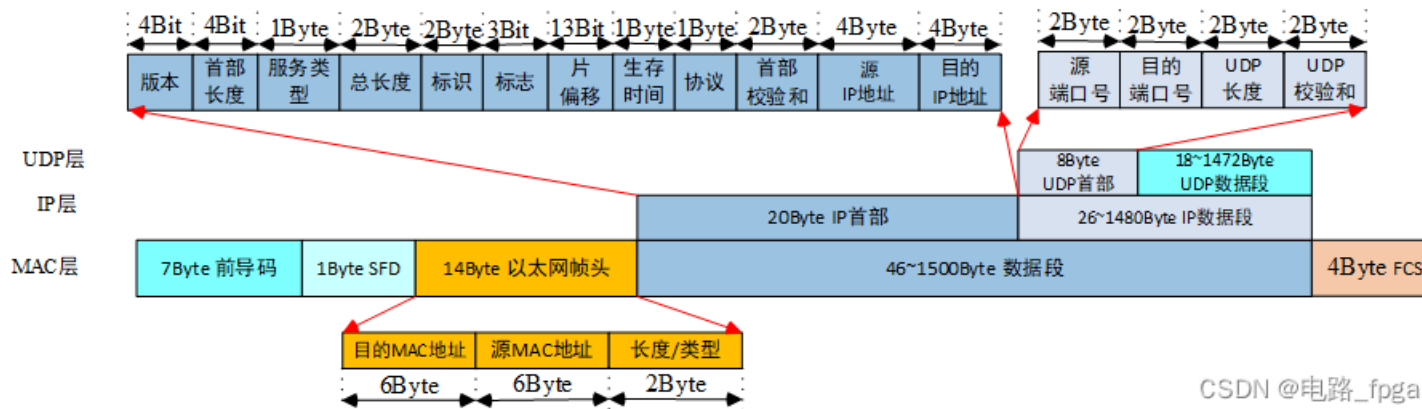 4Bit 4Bit 1Byte 2Byte 2Byte 3Bit 13Bit 1Byte 1Byte 2Byte 4Byte 4Byte
2Byte 2Byte 2Byte 2Byte
版本 首部 服务类 总长度 标识 标志 片 生存 协议 首部 源 目的
长度 型 偏移 时间 校验和 IP地址 IP地址
源 目的 UDP UDP
端口号 端口号 长度 校验和
UDP层
8Byte
UDP首部
18~1472Byte
UDP数据段
IP层
20Byte IP首部
26~1480Byte IP数据段
MAC层
7Byte 前导码
1Byte SFD
14Byte 以太网帧头
46~1500Byte 数据段
4Byte FCS
目的MAC地址 源MAC地址 长度/类型
6Byte 6Byte 2Byte
CSDN @电路_fpga